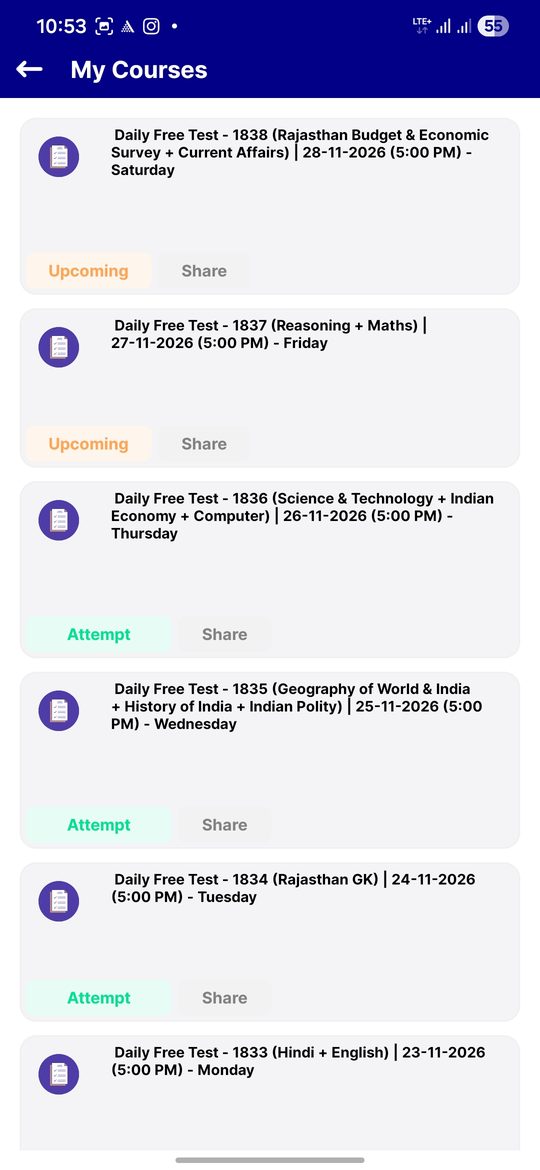 10:53
LTE+
55
My Courses
Daily Free Test - 1838 (Rajasthan Budget & Economic
Survey + Current Affairs) | 28-11-2026 (5:00 PM) -
Saturday
Upcoming
Share
Daily Free Test - 1837 (Reasoning + Maths) |
27-11-2026 (5:00 PM) - Friday
Upcoming
Share
Daily Free Test - 1836 (Science & Technology + Indian
Economy + Computer) | 26-11-2026 (5:00 PM) -
Thursday
Attempt
Share
Daily Free Test - 1835 (Geography of World & India
+ History of India + Indian Polity) | 25-11-2026 (5:00
PM) - Wednesday
Attempt
Share
Daily Free Test - 1834 (Rajasthan GK) | 24-11-2026
(5:00 PM) - Tuesday
Attempt
Share
Daily Free Test - 1833 (Hindi + English) | 23-11-2026
(5:00 PM) - Monday